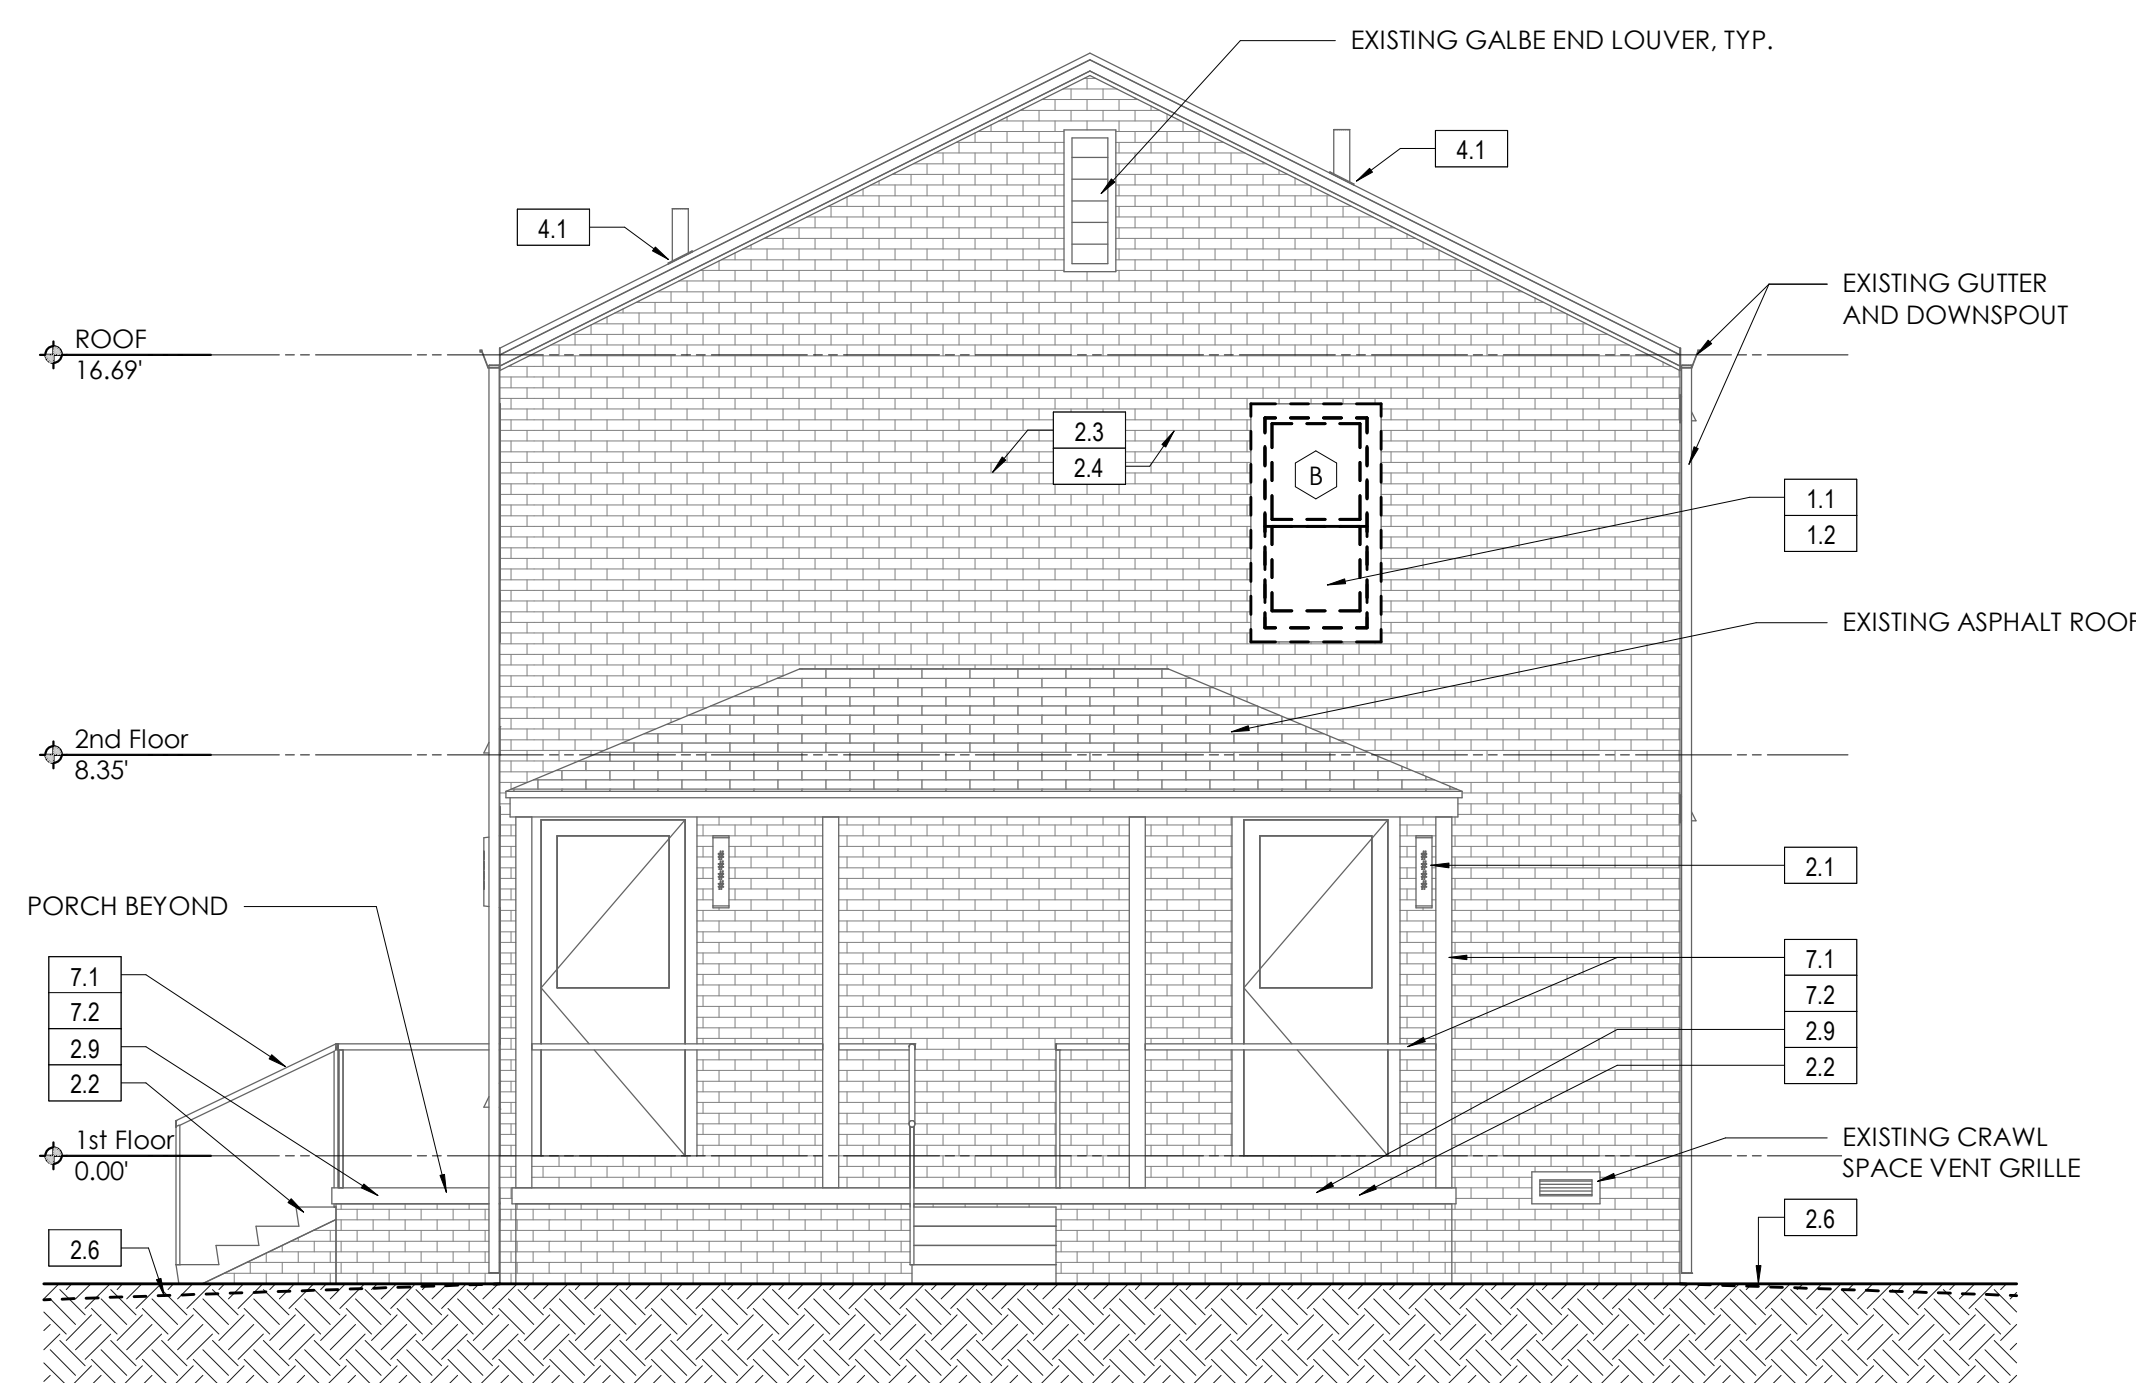 EXISTING GALBE END LOUVER, TYP.
4.1
4.1
EXISTING GUTTER
AND DOWNSPOUT
ROOF
16.69'
2.3
2.4
B
1.1
1.2
EXISTING ASPHALT ROOF
2nd Floor
8.35'
2.1
PORCH BEYOND
7.1
7.2
2.9
2.2
7.1
7.2
2.9
2.2
1st Floor
0.00'
EXISTING CRAWL
SPACE VENT GRILLE
2.6
2.6